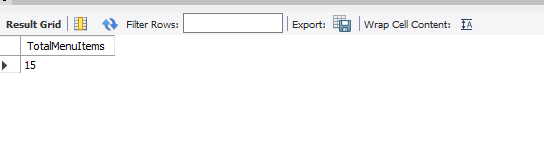 Result Grid Filter Rows: Export: Wrap Cell Content:
TotalMenuItems
15